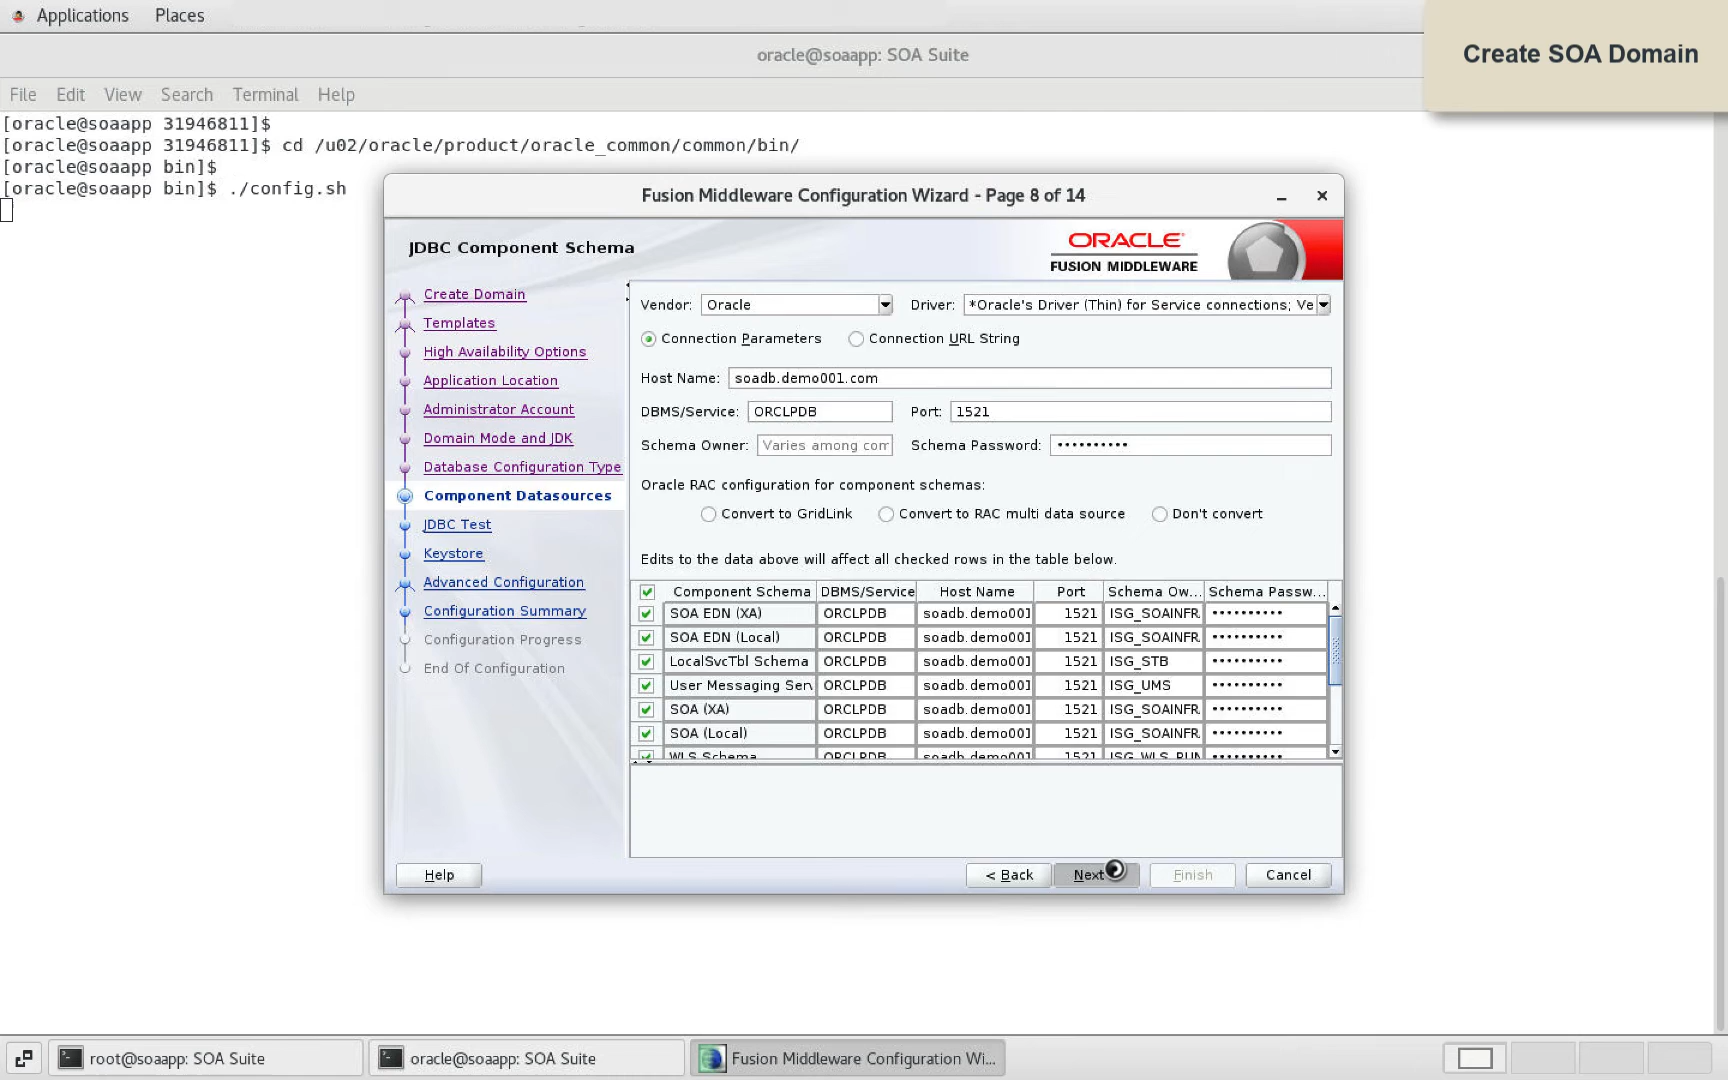 Applications Places
Create SOA Domain
oracle@soaapp: SOA Suite
File Edit View Search Terminal Help
[oracle@soaapp 31946811]$
[oracle@soaapp 31946811]$ cd /u02/oracle/product/oracle_common/common/bin/
[oracle@soaapp bin]$
[oracle@soaapp bin]$ ./config.sh
Fusion Middleware Configuration Wizard - Page 8 of 14
JDBC Component Schema
ORACLE
FUSION MIDDLEWARE
Create Domain
Templates
High Availability Options
Application Location
Administrator Account
Domain Mode and JDK
Database Configuration Type
Component Datasources
JDBC Test
Keystore
Advanced Configuration
Configuration Summary
Configuration Progress
End Of Configuration
Vendor: Oracle Driver: *Oracle's Driver (Thin) for Service connections; Ve
Connection Parameters Connection URL String
Host Name: soadb.demo001.com
DBMS/Service: ORCLPDB Port: 1521
Schema Owner: Varies among com Schema Password: ••••••••••
Oracle RAC configuration for component schemas:
Convert to GridLink Convert to RAC multi data source Don't convert
Edits to the data above will affect all checked rows in the table below.
Component Schema DBMS/Service Host Name Port Schema Ow... Schema Passw...
SOA EDN (XA) ORCLPDB soadb.demo001 1521 ISG_SOAINFR ••••••••••
SOA EDN (Local) ORCLPDB soadb.demo001 1521 ISG_SOAINFR ••••••••••
LocalSvcTbl Schema ORCLPDB soadb.demo001 1521 ISG_STB ••••••••••
User Messaging Serv ORCLPDB soadb.demo001 1521 ISG_UMS ••••••••••
SOA (XA) ORCLPDB soadb.demo001 1521 ISG_SOAINFR ••••••••••
SOA (Local) ORCLPDB soadb.demo001 1521 ISG_SOAINFR ••••••••••
WLS Schema ORCLPDB soadb.demo001 1521 ISG_WLS_RUN ••••••••••
Help < Back Next Finish Cancel
root@soaapp: SOA Suite oracle@soaapp: SOA Suite Fusion Middleware Configuration Wi...